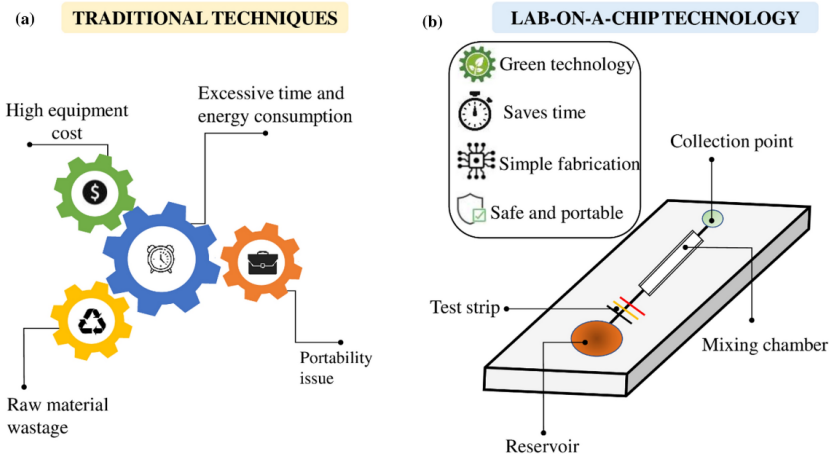 (a)
TRADITIONAL TECHNIQUES
High equipment
cost
Excessive time and
energy consumption
$
Portability
issue
Raw material
wastage
(b)
LAB-ON-A-CHIP TECHNOLOGY
Green technology
Saves time
Simple fabrication
Safe and portable
Collection point
Test strip
Mixing chamber
Reservoir